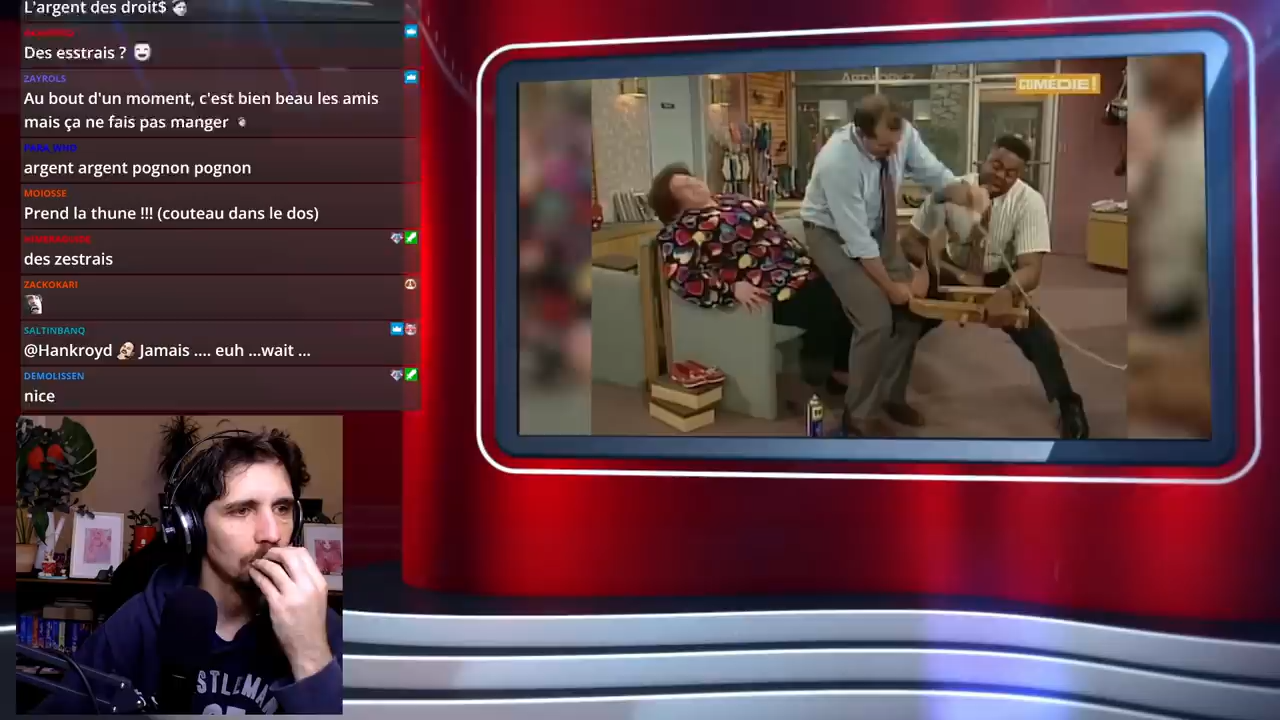 L'argent des droit$
Des esstrais ?
ZAYROLS
Au bout d'un moment, c'est bien beau les amis
mais ça ne fais pas manger
argent argent pognon pognon
MOIOSSE
Prend la thune !!! (couteau dans le dos)
des zestrais
ZACKOKARI
SALTINBANQ
@Hankroyd Jamais .... euh ...wait ...
DEMOLISSEN
nice
COMÉDIE!
STLEMA